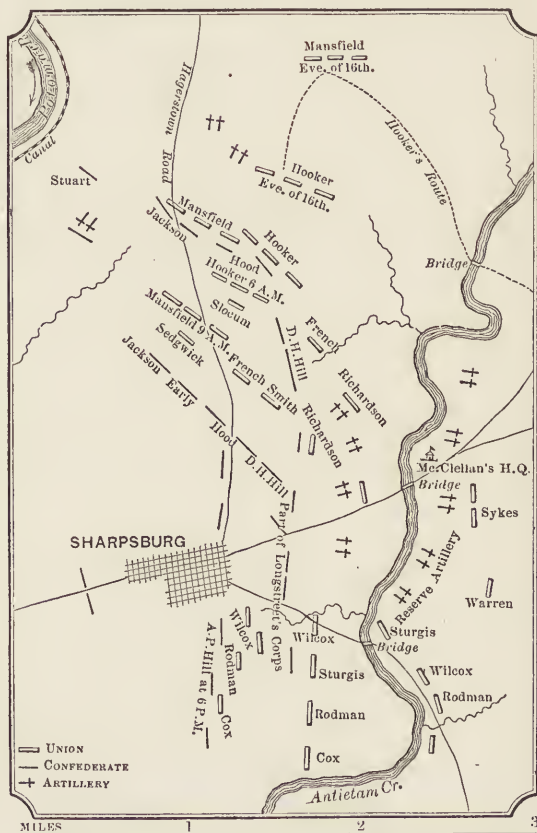 Mansfield
Eve. of 16th.
Potomac R.
Canal
Hagerstown
Road
Hooker's
Route
Stuart
Hooker
Eve. of 16th.
Mansfield
Jackson
Hooker
Hood
Hooker 6 A.M.
Bridge
Slocum
Mansfield 9 A.M.
Sedgwick
D.H.Hill
French
French
Smith
Richardson
Jackson
Early
Hood
Richardson
McClellan's H.Q.
Bridge
D.H.Hill
Part of Longstreet's Corps
Sykes
SHARPSBURG
Reserve Artillery
Warren
Wilcox
Wilcox
Sturgis
Bridge
A.P.Hill at 6 P.M.
Rodman
Cox
Sturgis
Wilcox
Rodman
Rodman
Cox
UNION
CONFEDERATE
ARTILLERY
Antietam Cr.
MILES 1 2 3